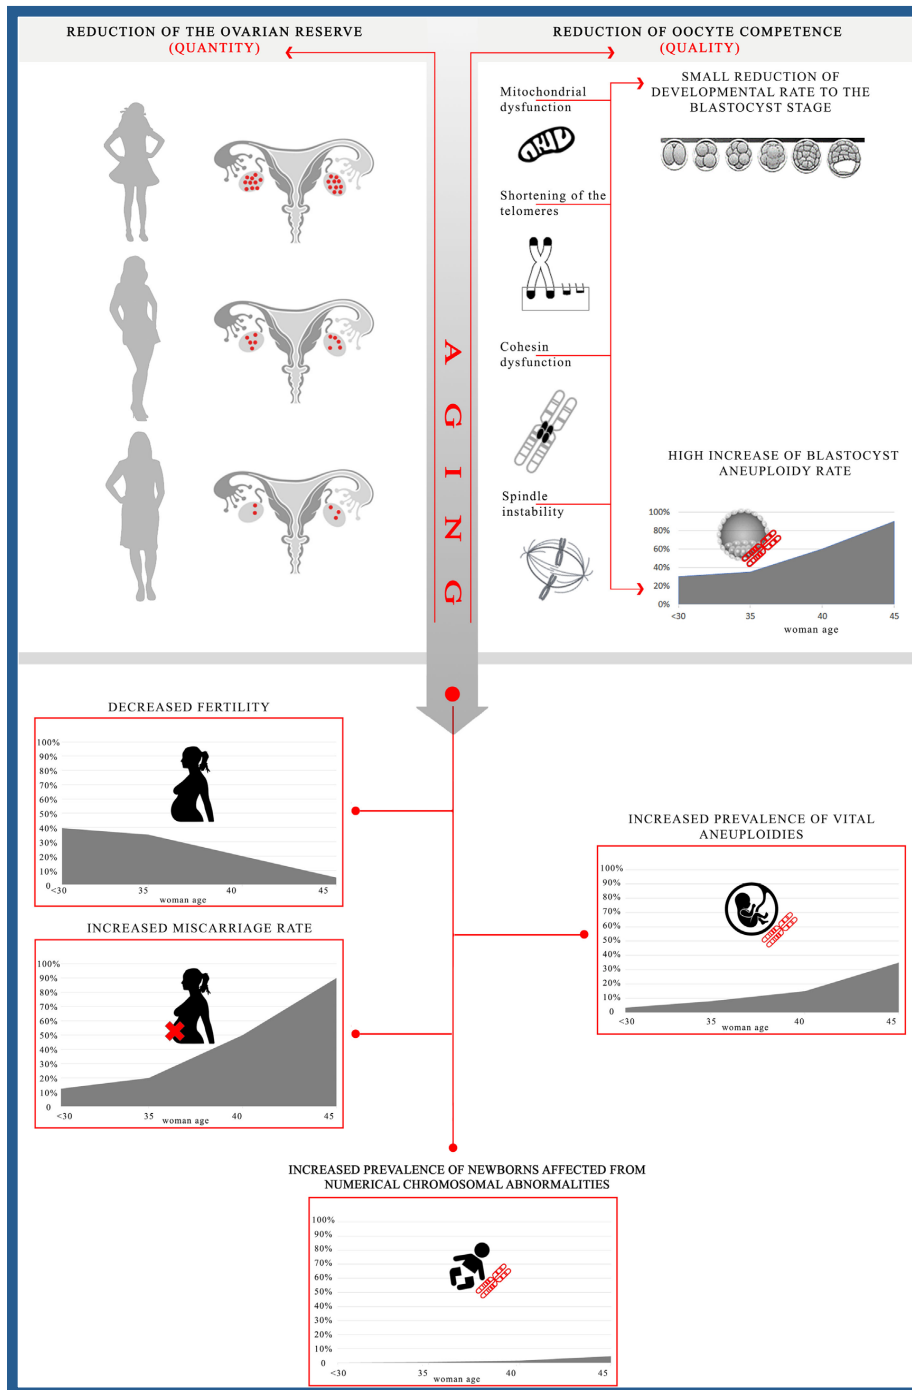 REDUCTION OF THE OVARIAN RESERVE
(QUANTITY)
REDUCTION OF OOCYTE COMPETENCE
(QUALITY)
Mitochondrial
dysfunction
SMALL REDUCTION OF
DEVELOPMENTAL RATE TO THE
BLASTOCYST STAGE
Shortening of the
telomeres
Cohesin
dysfunction
Spindle
instability
AGING
HIGH INCREASE OF BLASTOCYST
ANEUPLOIDY RATE
100%
80%
60%
40%
20%
0%
<30 35 40 45
woman age
DECREASED FERTILITY
100%
90%
80%
70%
60%
50%
40%
30%
20%
10%
0
<30 35 40 45
woman age
INCREASED MISCARRIAGE RATE
100%
90%
80%
70%
60%
50%
40%
30%
20%
10%
0
<30 35 40 45
woman age
INCREASED PREVALENCE OF VITAL
ANEUPLOIDIES
100%
90%
80%
70%
60%
50%
40%
30%
20%
10%
0
<30 35 40 45
woman age
INCREASED PREVALENCE OF NEWBORNS AFFECTED FROM
NUMERICAL CHROMOSOMAL ABNORMALITIES
100%
90%
80%
70%
60%
50%
40%
30%
20%
10%
0
<30 35 40 45
woman age